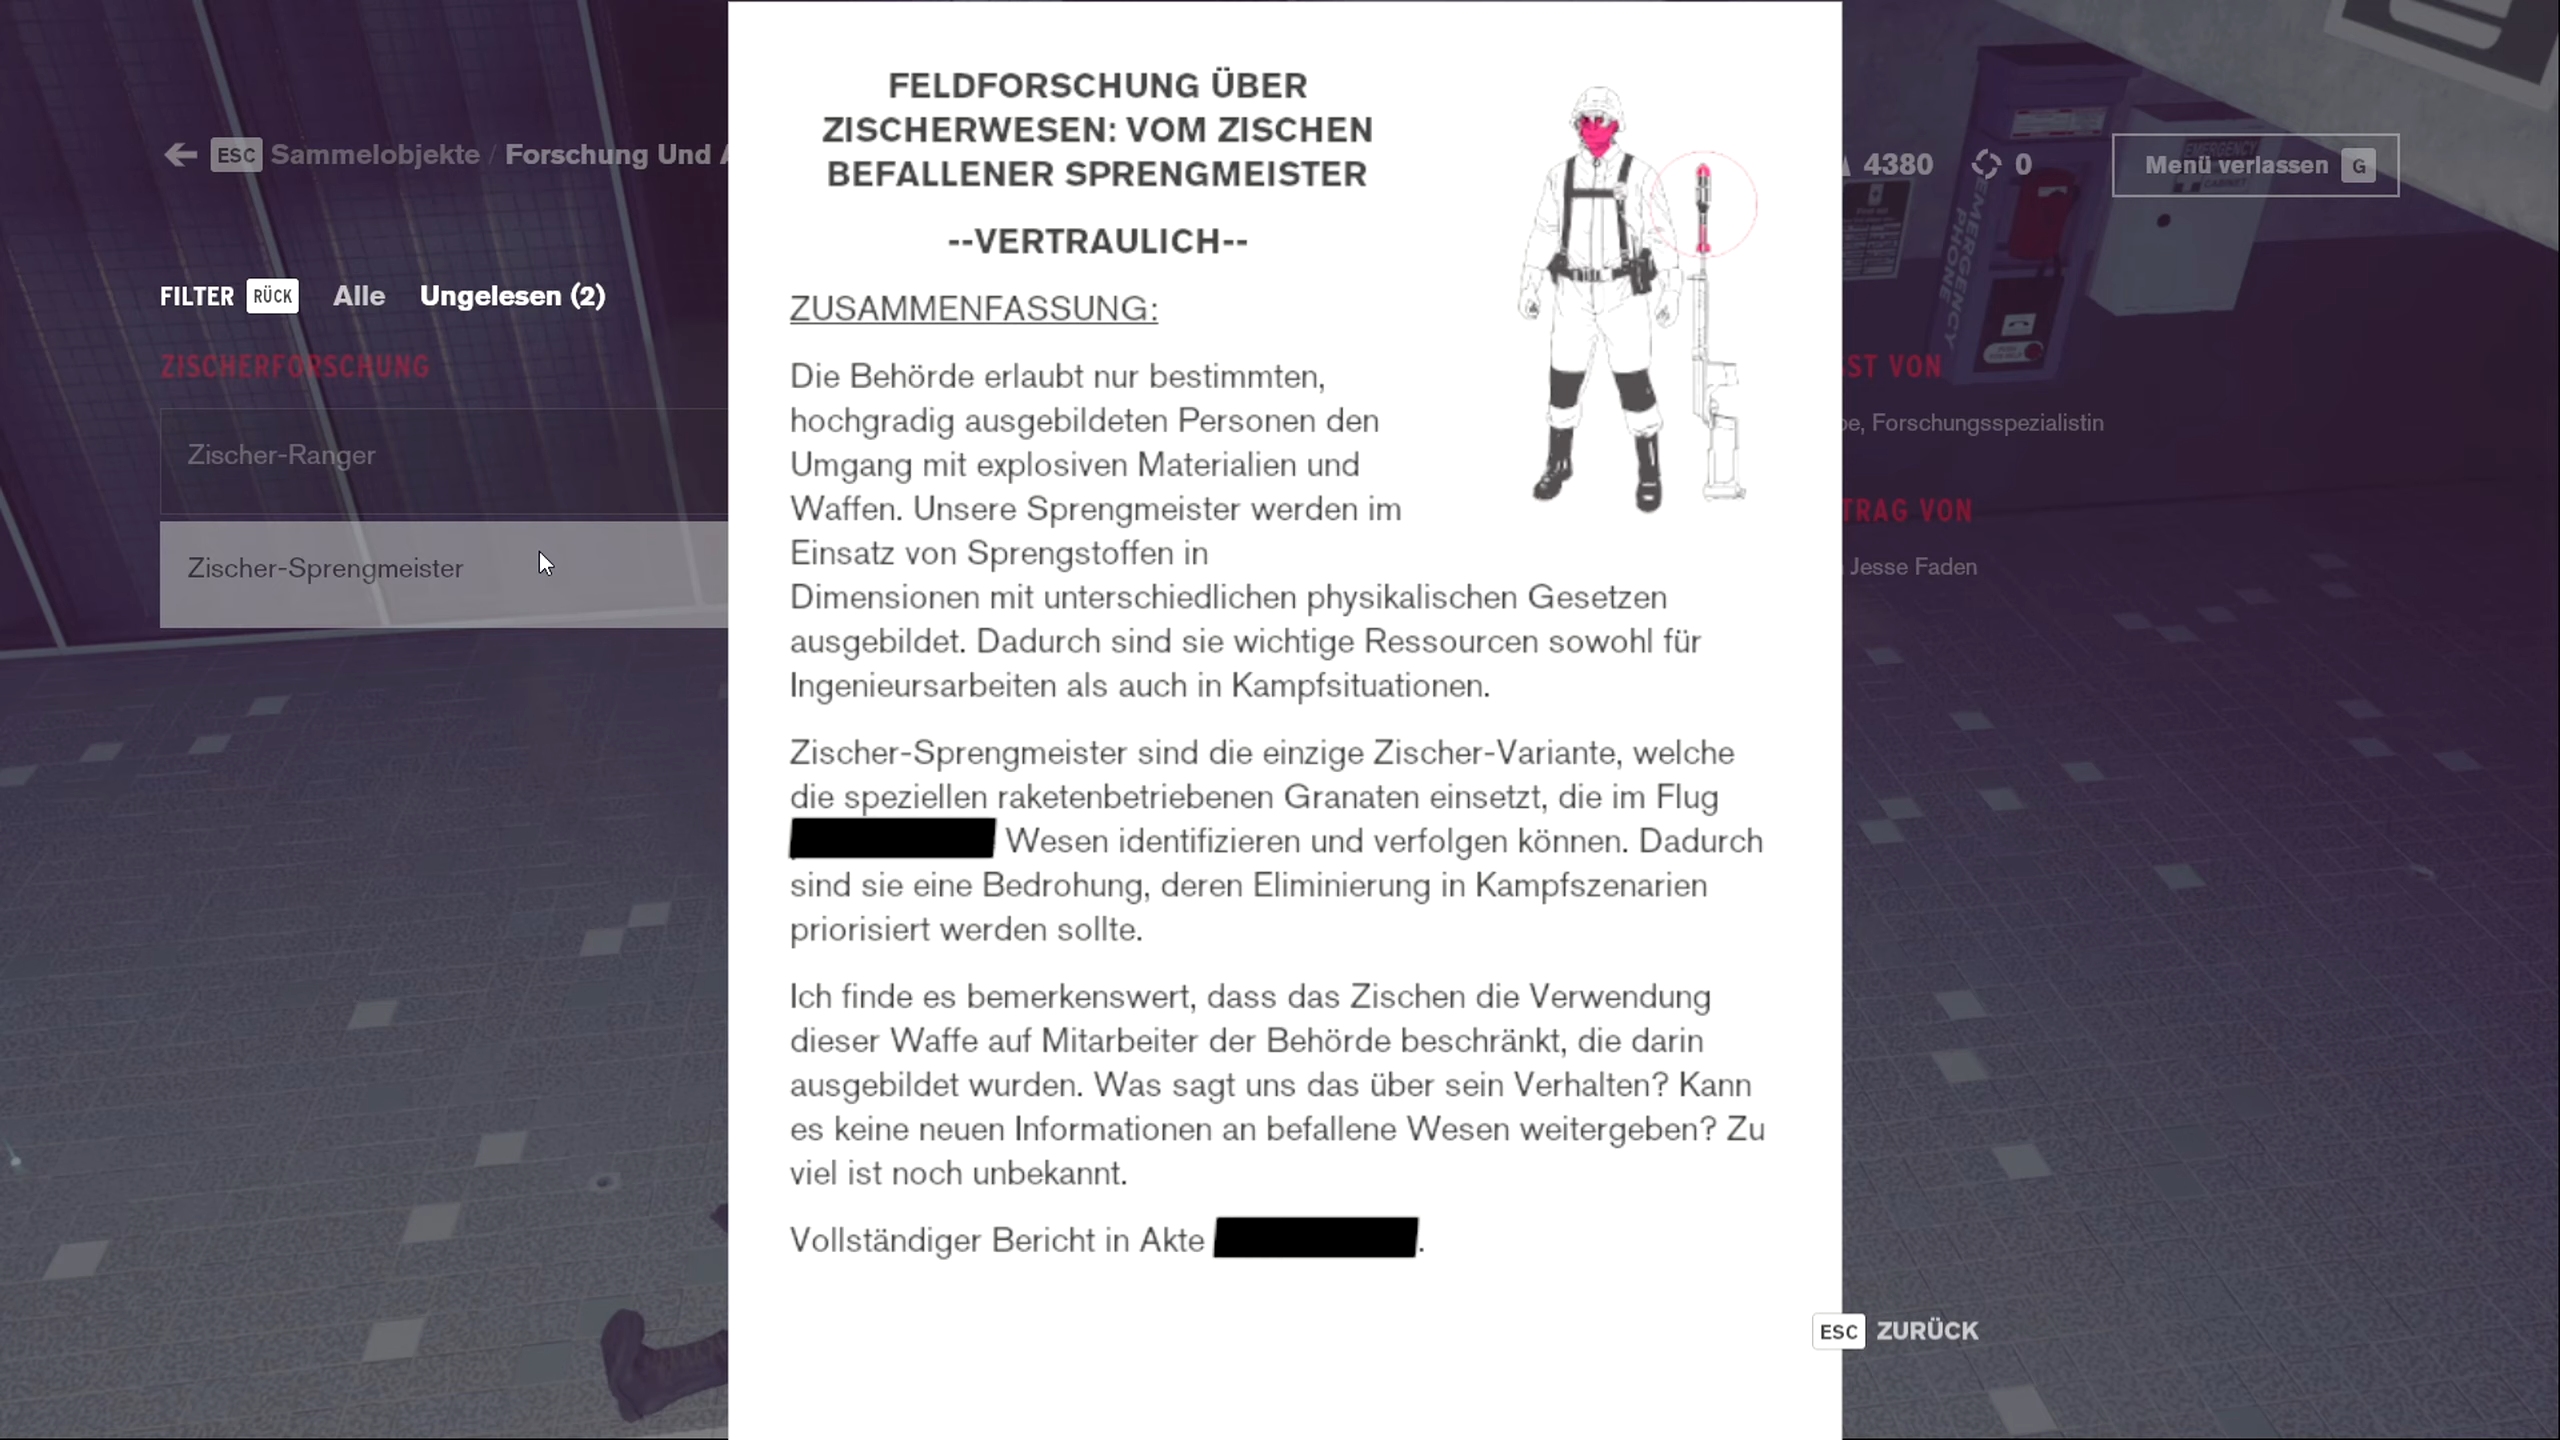 ESC Sammelobjekte / Forschung Und
4380 0
Menü verlassen G
FILTER RÜCK Alle Ungelesen (2)
ZISCHERFORSCHUNG
Zischer-Ranger
Zischer-Sprengmeister
FELDFORSCHUNG ÜBER
ZISCHERWESEN: VOM ZISCHEN
BEFALLENER SPRENGMEISTER
--VERTRAULICH--
ZUSAMMENFASSUNG:
Die Behörde erlaubt nur bestimmten,
hochgradig ausgebildeten Personen den
Umgang mit explosiven Materialien und
Waffen. Unsere Sprengmeister werden im
Einsatz von Sprengstoffen in
Dimensionen mit unterschiedlichen physikalischen Gesetzen
ausgebildet. Dadurch sind sie wichtige Ressourcen sowohl für
Ingenieursarbeiten als auch in Kampfsituationen.
Zischer-Sprengmeister sind die einzige Zischer-Variante, welche
die speziellen raketenbetriebenen Granaten einsetzt, die im Flug
Wesen identifizieren und verfolgen können. Dadurch
sind sie eine Bedrohung, deren Eliminierung in Kampfszenarien
priorisiert werden sollte.
Ich finde es bemerkenswert, dass das Zischen die Verwendung
dieser Waffe auf Mitarbeiter der Behörde beschränkt, die darin
ausgebildet wurden. Was sagt uns das über sein Verhalten? Kann
es keine neuen Informationen an befallene Wesen weitergeben? Zu
viel ist noch unbekannt.
Vollständiger Bericht in Akte .
VON
Forschungsspezialistin
VON
Jesse Faden
EMERGENCY
PHONE
EMERGENCY
CABINET
ESC ZURÜCK